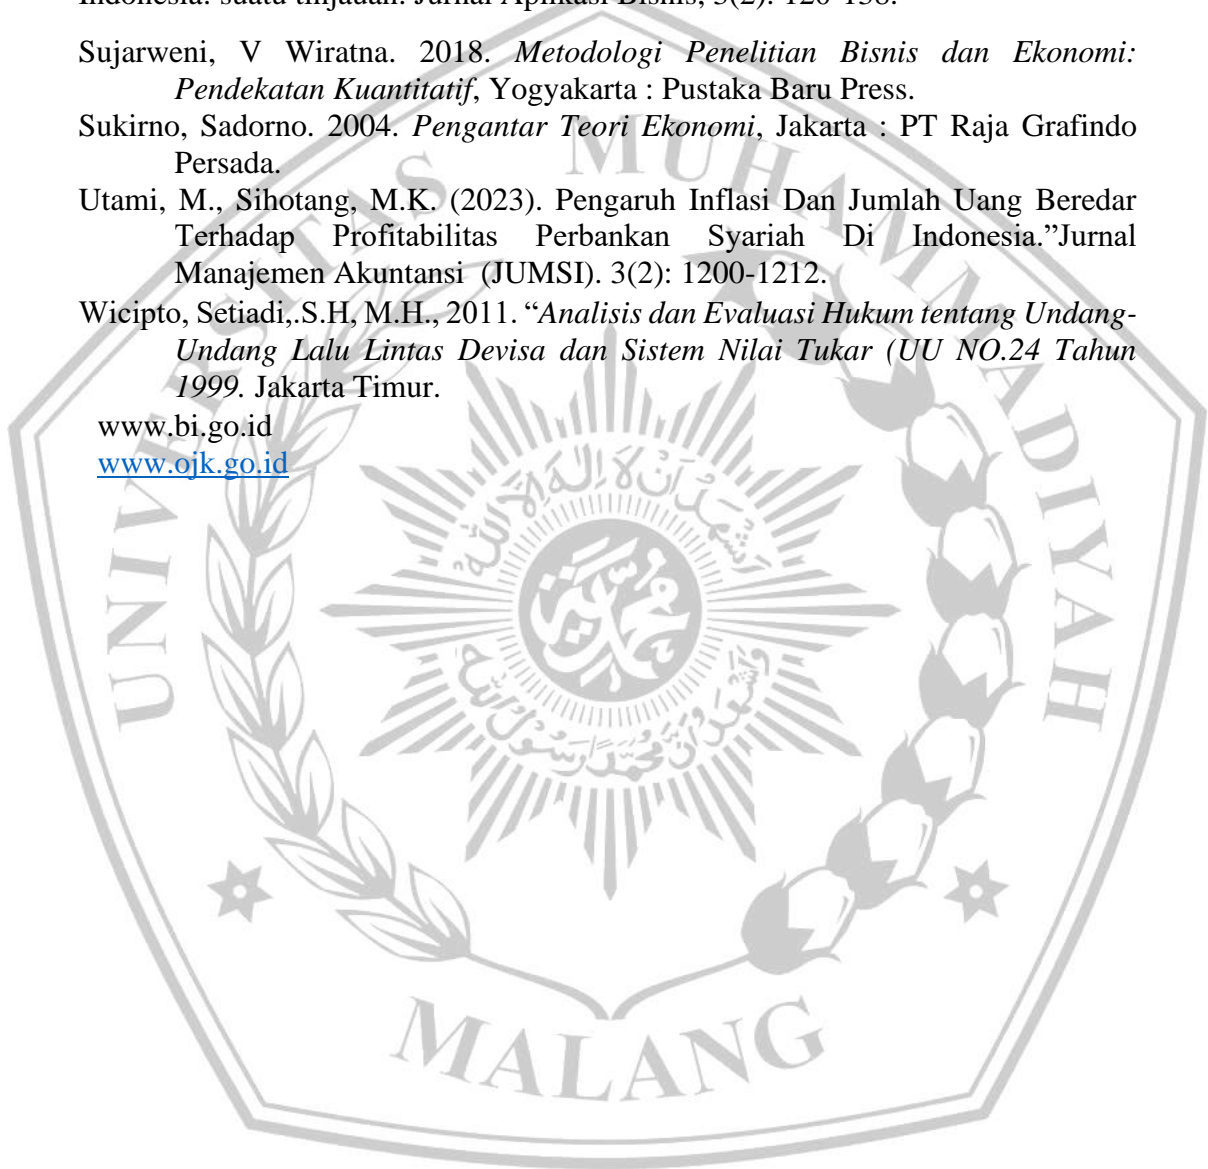 Indonesia: suatu tinjauan. Jurnal Aplikasi Bisnis, 3(2): 120-138.
Sujarweni, V Wiratna. 2018. Metodologi Penelitian Bisnis dan Ekonomi:
Pendekatan Kuantitatif, Yogyakarta : Pustaka Baru Press.
Sukirno, Sadorno. 2004. Pengantar Teori Ekonomi, Jakarta : PT Raja Grafindo
Persada.
Utami, M., Sihotang, M.K. (2023). Pengaruh Inflasi Dan Jumlah Uang Beredar
Terhadap Profitabilitas Perbankan Syariah Di Indonesia.”Jurnal
Manajemen Akuntansi (JUMSI). 3(2): 1200-1212.
Wicipto, Setiadi,.S.H, M.H., 2011. “Analisis dan Evaluasi Hukum tentang Undang-
Undang Lalu Lintas Devisa dan Sistem Nilai Tukar (UU NO.24 Tahun
1999. Jakarta Timur.
www.bi.go.id
www.ojk.go.id
UNIVERSITAS MUHAMMADIYAH
MALANG